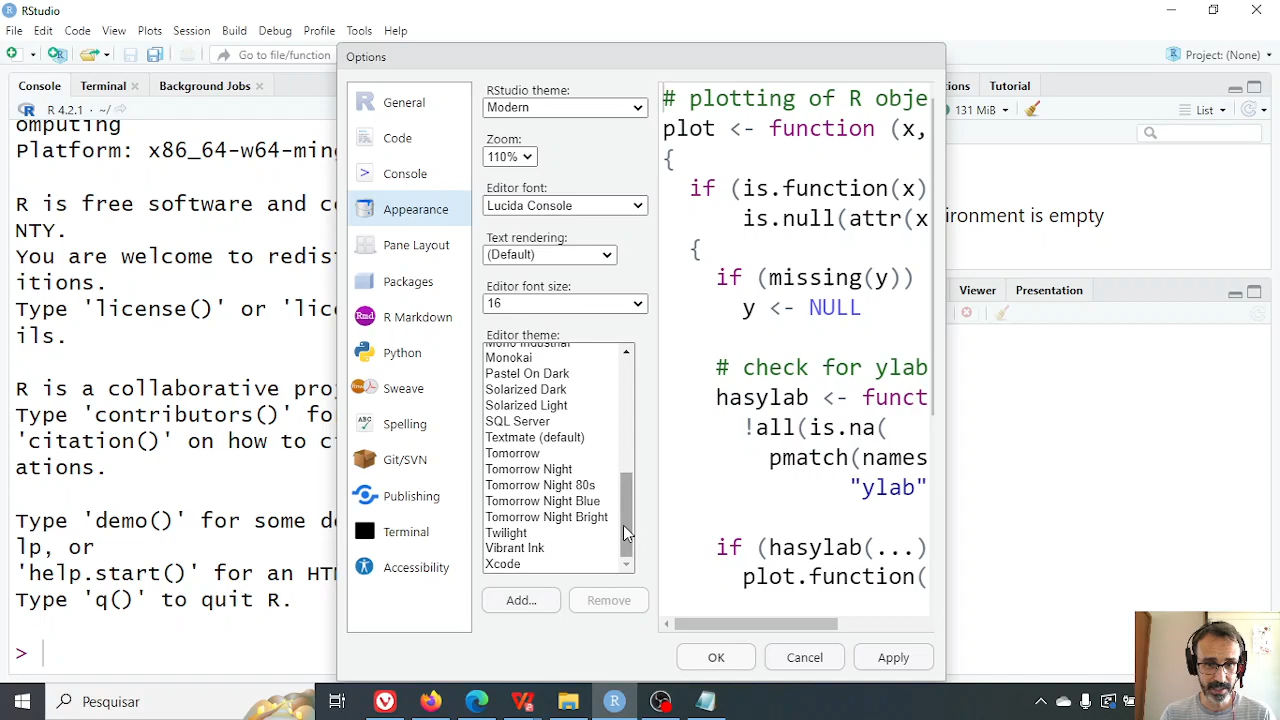 RStudio
File Edit Code View Plots Session Build Debug Profile Tools Help
Go to file/function
Project: (None)
Console Terminal Background Jobs
R 4.2.1 · ~/
omputing
Platform: x86_64-w64-min
R is free software and c
NTY.
You are welcome to redis
itions.
Type 'license()' or 'lic
ils.
R is a collaborative pro
Type 'contributors()' fo
'citation()' on how to c
ations.
Type 'demo()' for some d
lp, or
'help.start()' for an HT
Type 'q()' to quit R.
>
Options
General
Code
Console
Appearance
Pane Layout
Packages
R Markdown
Python
Sweave
Spelling
Git/SVN
Publishing
Terminal
Accessibility
RStudio theme:
Modern
Zoom:
110%
Editor font:
Lucida Console
Text rendering:
(Default)
Editor font size:
16
Editor theme:
Mono Industrial
Monokai
Pastel On Dark
Solarized Dark
Solarized Light
SQL Server
Textmate (default)
Tomorrow
Tomorrow Night
Tomorrow Night 80s
Tomorrow Night Blue
Tomorrow Night Bright
Twilight
Vibrant Ink
Xcode
Add... Remove
# plotting of R obje
plot <- function (x,
{
if (is.function(x)
is.null(attr(x
{
if (missing(y))
y <- NULL
# check for ylab
hasylab <- funct
!all(is.na(
pmatch(names
"ylab"
if (hasylab(...)
plot.function(
OK Cancel Apply
ions Tutorial
131 MiB List
ironment is empty
Viewer Presentation
Pesquisar